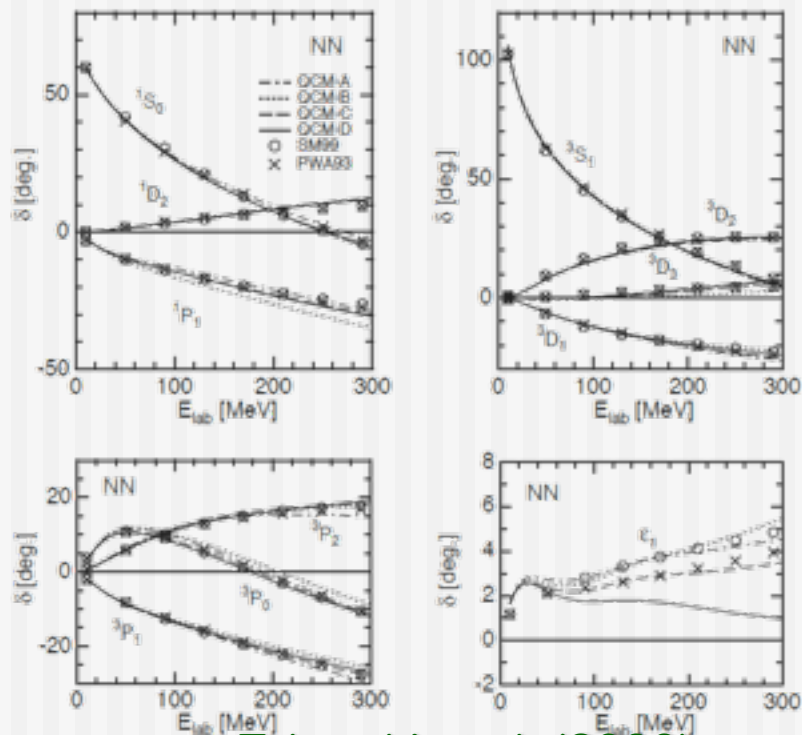 NN
50
0
-50
δ̄ [deg.]
¹S₀
¹D₂
¹P₁
QCM-A
QCM-B
QCM-C
QCM-D
SM99
PWA93
0 100 200 300
E_lab [MeV]
NN
100
50
0
δ̄ [deg.]
³S₁
³D₂
³D₃
³D₁
0 100 200 300
E_lab [MeV]
NN
20
0
-20
δ̄ [deg.]
³P₂
³P₀
³P₁
0 100 200 300
E_lab [MeV]
NN
8
.6
.4
.2
0
-2
δ̄ [deg.]
ε̄₁
0 100 200 300
E_lab [MeV]